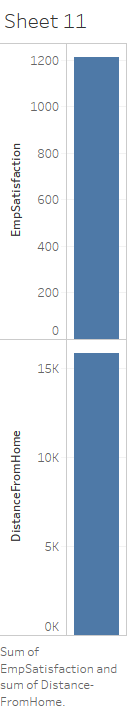 Sheet 11
1200
1000
800
600
400
200
0
EmpSatisfaction
15K
10K
5K
0K
DistanceFromHome
Sum of
EmpSatisfaction and
sum of Distance-
FromHome.